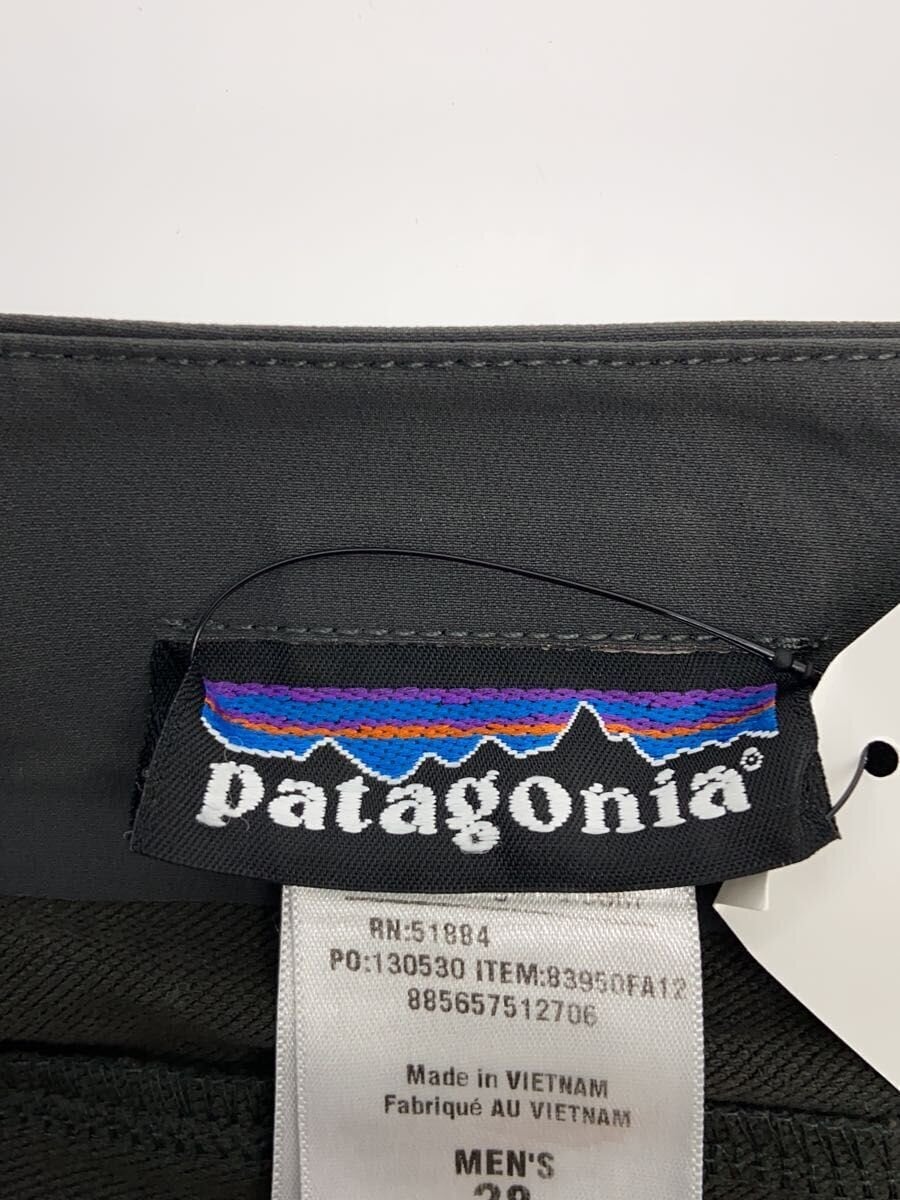 patagonia®
RN:51884
PO:130530 ITEM:83950FA12
885657512706
Made in VIETNAM
Fabriqué AU VIETNAM
MEN'S